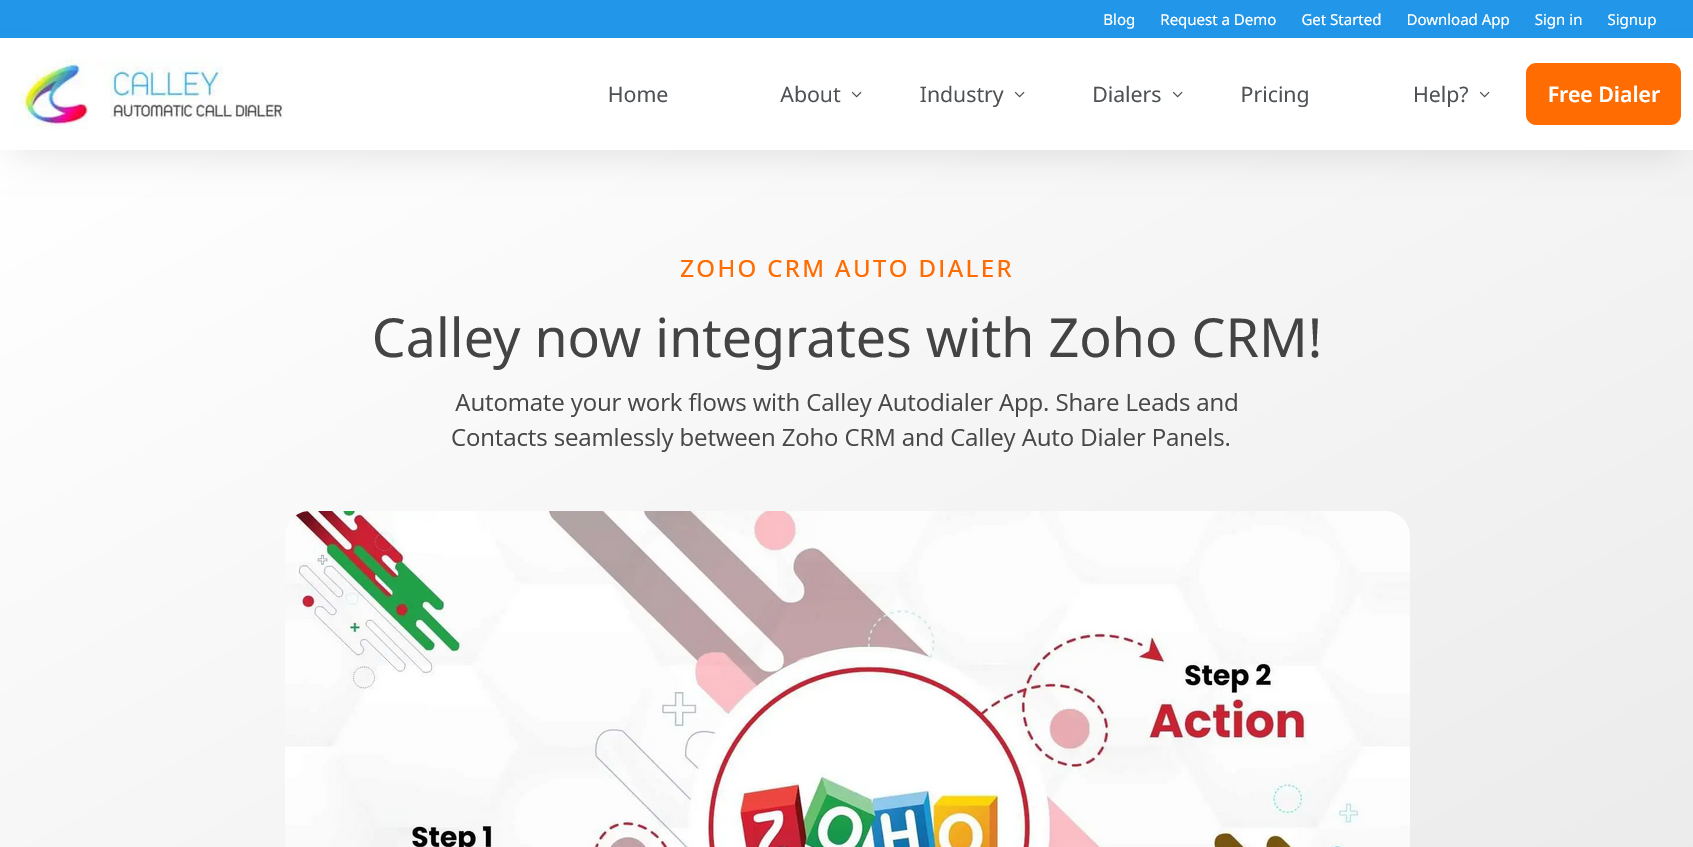 Blog Request a Demo Get Started Download App Sign in Signup
CALLEY
AUTOMATIC CALL DIALER
Home About Industry Dialers Pricing Help? Free Dialer
ZOHO CRM AUTO DIALER
Calley now integrates with Zoho CRM!
Automate your work flows with Calley Autodialer App. Share Leads and
Contacts seamlessly between Zoho CRM and Calley Auto Dialer Panels.
Step 2
Action
ZOHO
Step 1